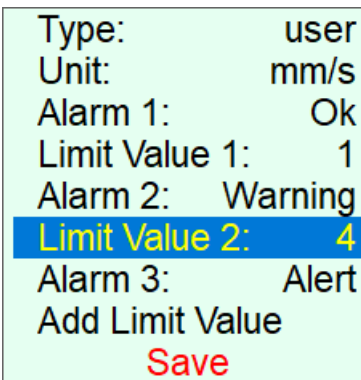 Type: user
Unit: mm/s
Alarm 1: Ok
Limit Value 1: 1
Alarm 2: Warning
Limit Value 2: 4
Alarm 3: Alert
Add Limit Value
Save